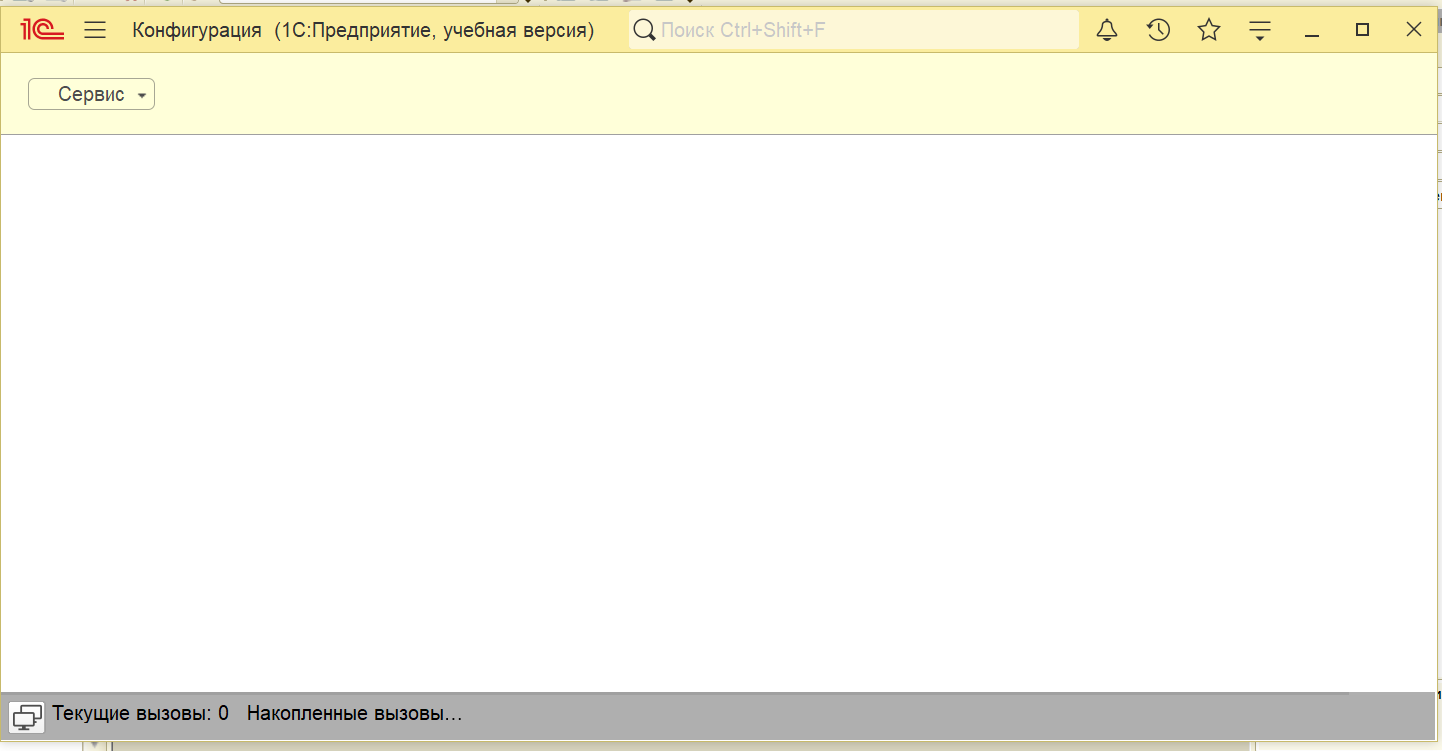 1С Конфигурация (1С:Предприятие, учебная версия) Поиск Ctrl+Shift+F
Сервис
Текущие вызовы: 0 Накопленные вызовы...